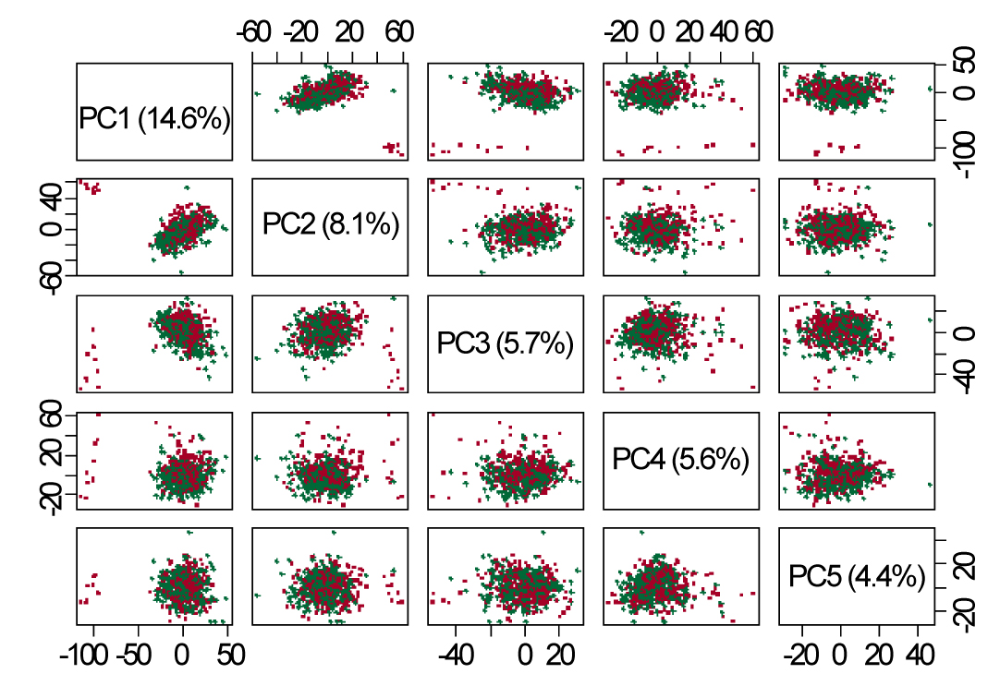 -60 -20 20 60 -20 0 20 40 60
PC1 (14.6%)
-100 0 50
PC2 (8.1%)
-60 0 40
PC3 (5.7%)
-40 0
PC4 (5.6%)
-20 20 60
PC5 (4.4%)
-20 20
-100 -50 0 50 -40 0 20 -20 0 20 40